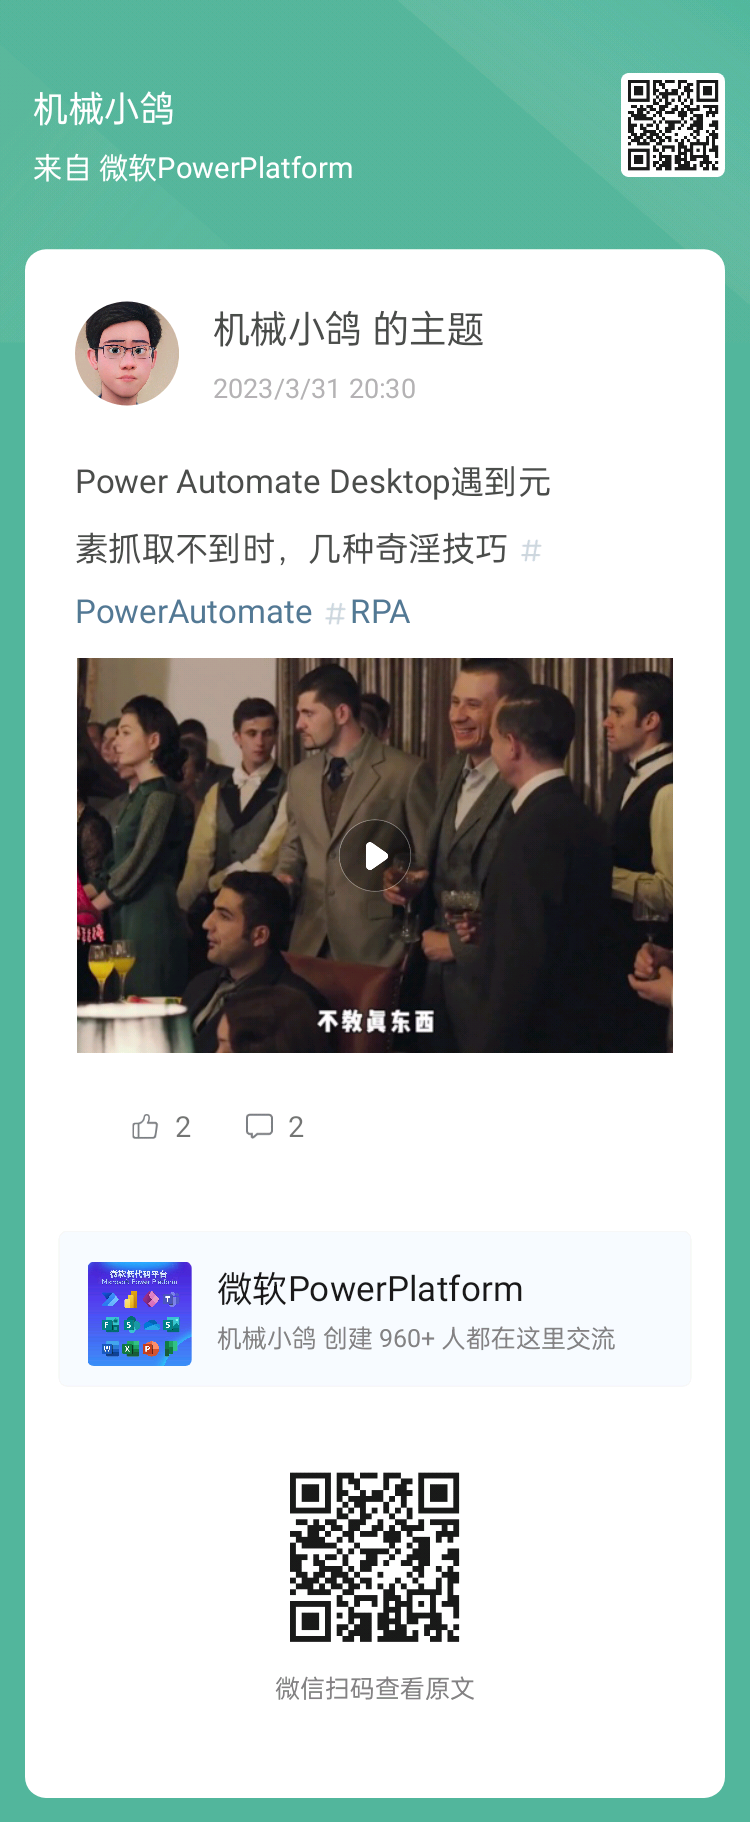 机械小鸽
来自 微软PowerPlatform
机械小鸽 的主题
2023/3/31 20:30
Power Automate Desktop遇到元
素抓取不到时，几种奇淫技巧 #
PowerAutomate #RPA
不教真东西
2
2
微软低代码平台
Microsoft Power Platform
微软PowerPlatform
机械小鸽 创建 960+ 人都在这里交流
微信扫码查看原文